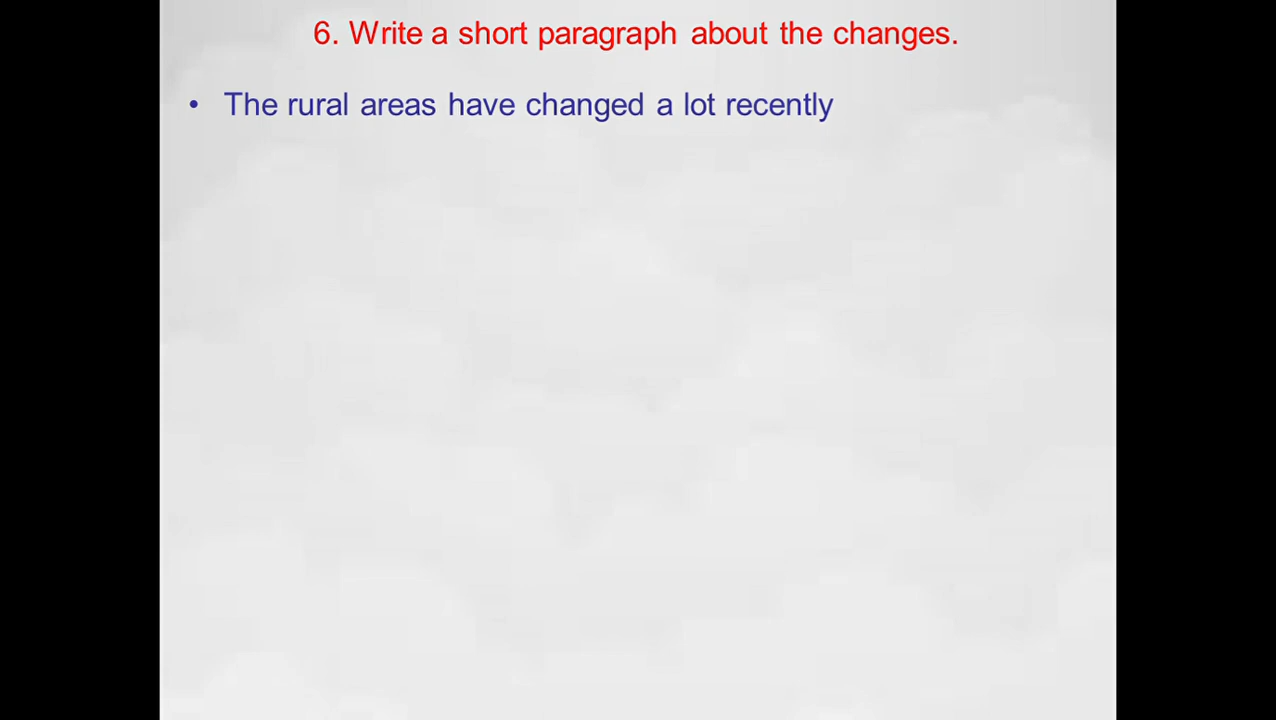 6. Write a short paragraph about the changes.
• The rural areas have changed a lot recently